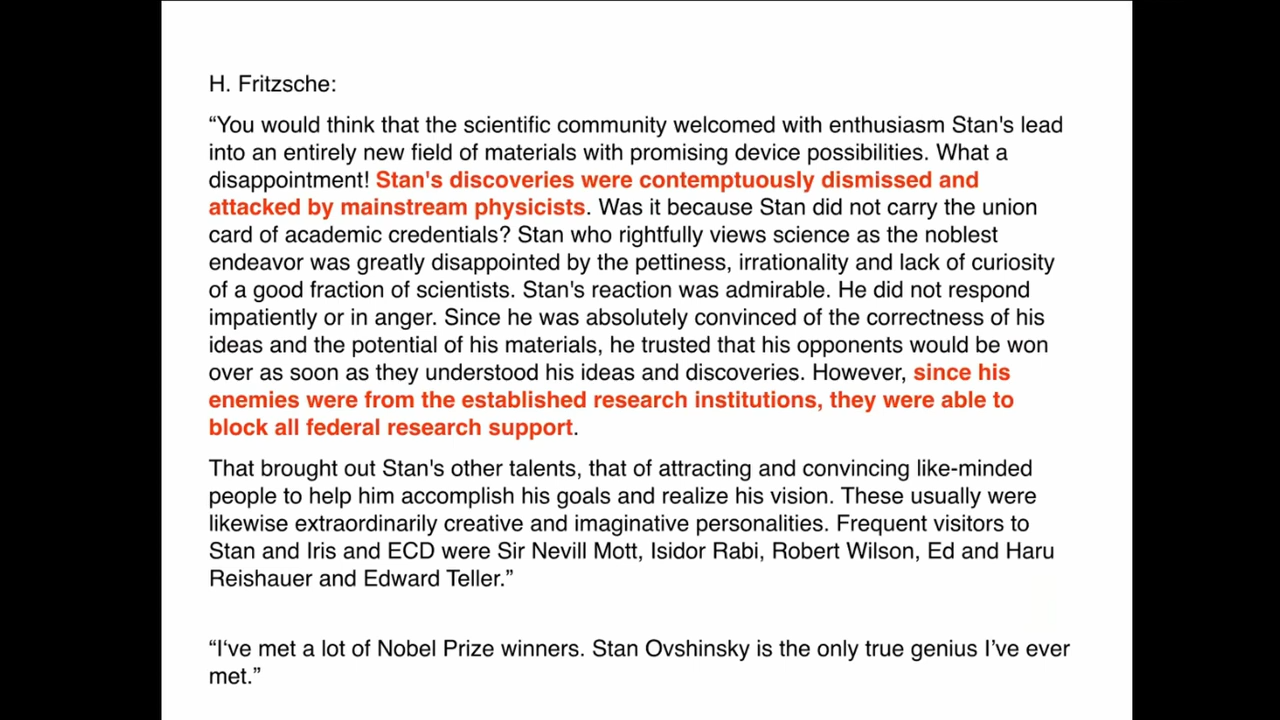 H. Fritzsche:
“You would think that the scientific community welcomed with enthusiasm Stan's lead
into an entirely new field of materials with promising device possibilities. What a
disappointment! Stan's discoveries were contemptuously dismissed and
attacked by mainstream physicists. Was it because Stan did not carry the union
card of academic credentials? Stan who rightfully views science as the noblest
endeavor was greatly disappointed by the pettiness, irrationality and lack of curiosity
of a good fraction of scientists. Stan's reaction was admirable. He did not respond
impatiently or in anger. Since he was absolutely convinced of the correctness of his
ideas and the potential of his materials, he trusted that his opponents would be won
over as soon as they understood his ideas and discoveries. However, since his
enemies were from the established research institutions, they were able to
block all federal research support.
That brought out Stan's other talents, that of attracting and convincing like-minded
people to help him accomplish his goals and realize his vision. These usually were
likewise extraordinarily creative and imaginative personalities. Frequent visitors to
Stan and Iris and ECD were Sir Nevill Mott, Isidor Rabi, Robert Wilson, Ed and Haru
Reishauer and Edward Teller.”
“I‘ve met a lot of Nobel Prize winners. Stan Ovshinsky is the only true genius I’ve ever
met.”